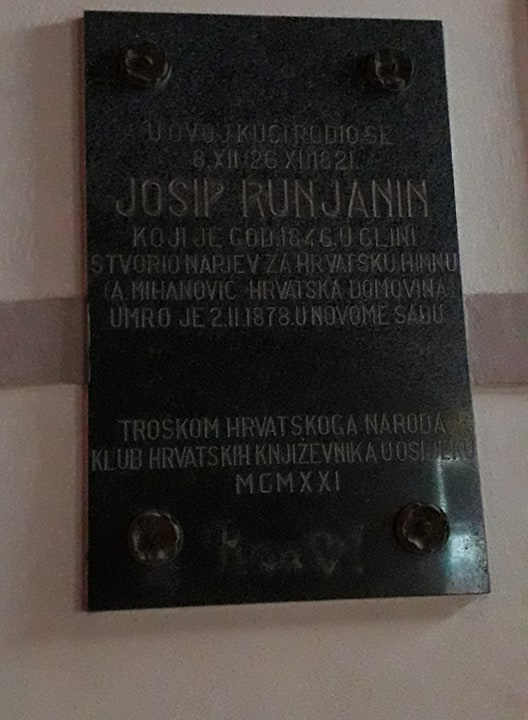 U OVOJ KUĆI RODIO SE
8.XII(26 XI)1821
JOSIP RUNJANIN
KOJI JE GOD.1846.U GLINI
STVORIO NAPJEV ZA HRVATSKU HIMNU
(A. MIHANOVIĆ-HRVATSKA DOMOVINA)
UMRO JE 2.II.1878.U NOVOME SADU
TROŠKOM HRVATSKOGA NARODA
KLUB HRVATSKIH KNJIŽEVNIKA U OSIJEKU
MCMXXI